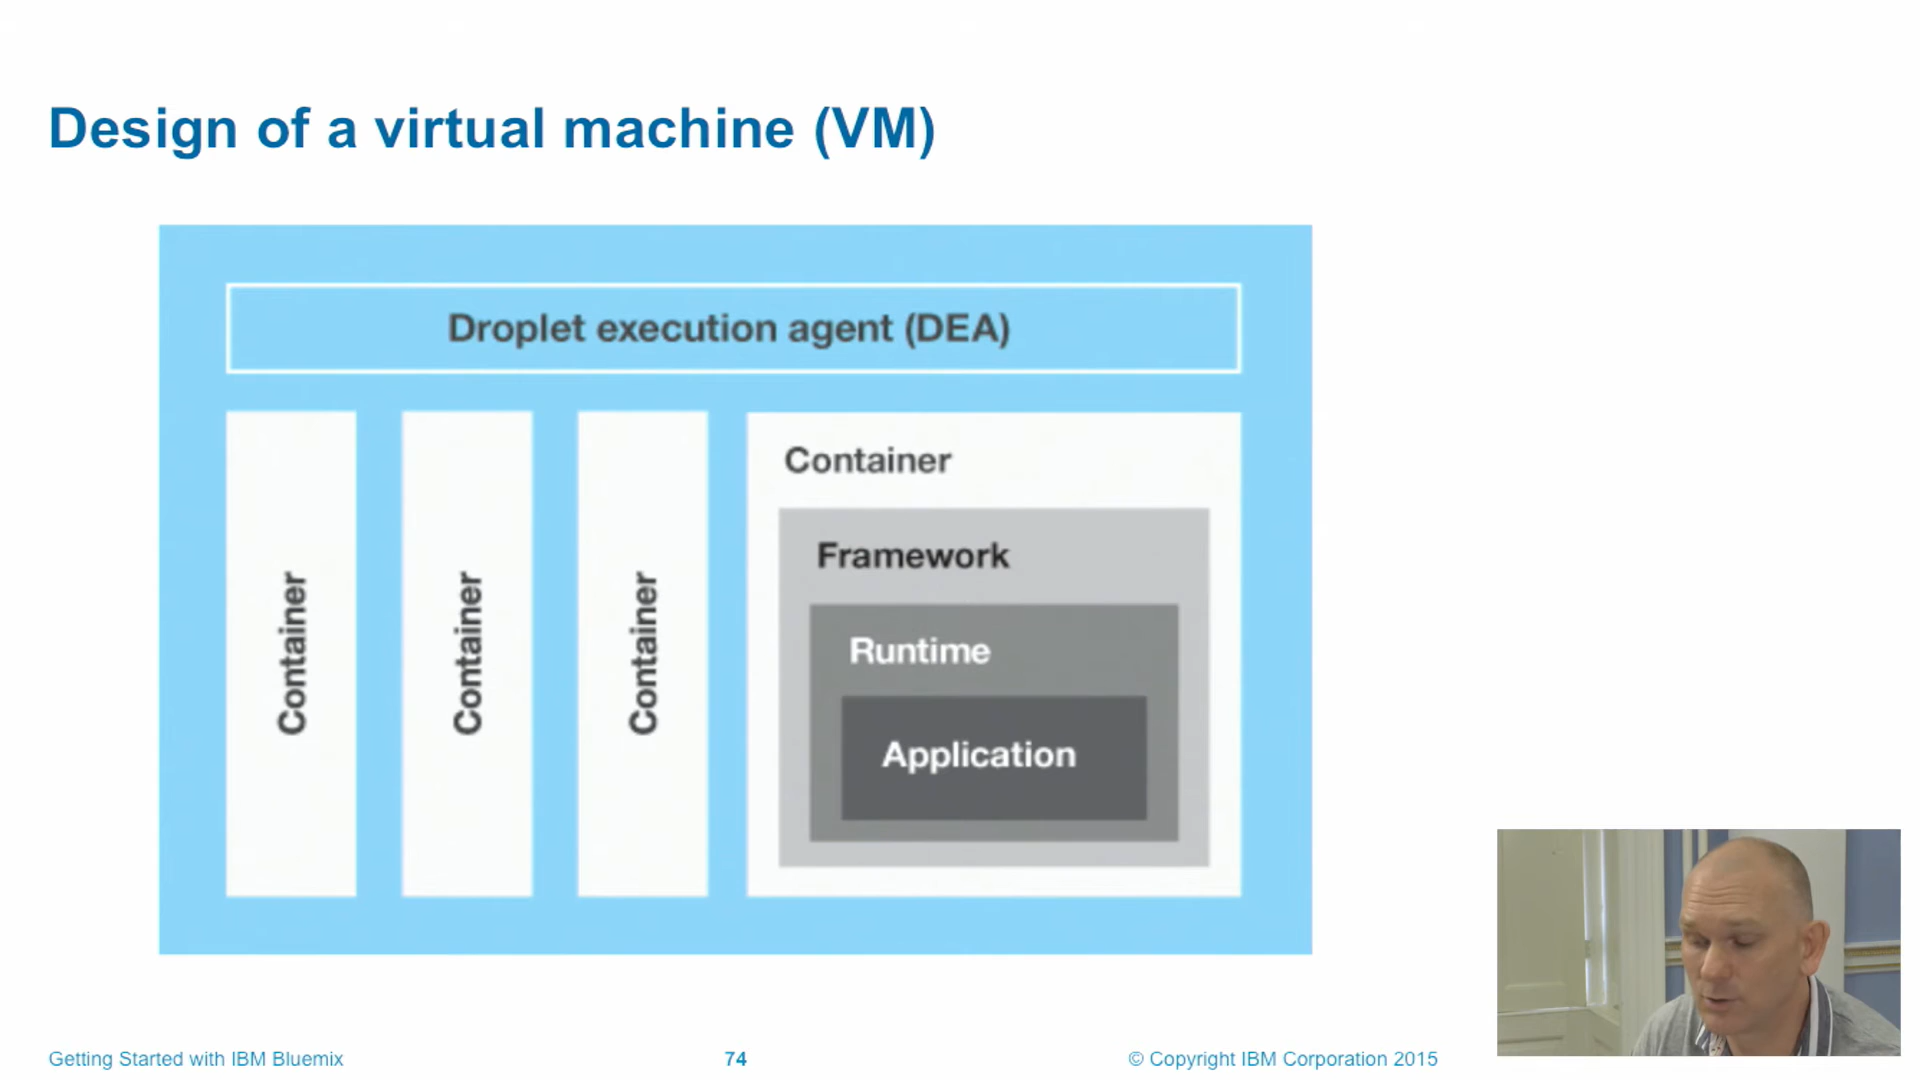 Design of a virtual machine (VM)
Droplet execution agent (DEA)
Container
Container
Container
Container
Framework
Runtime
Application
Getting Started with IBM Bluemix
74
© Copyright IBM Corporation 2015